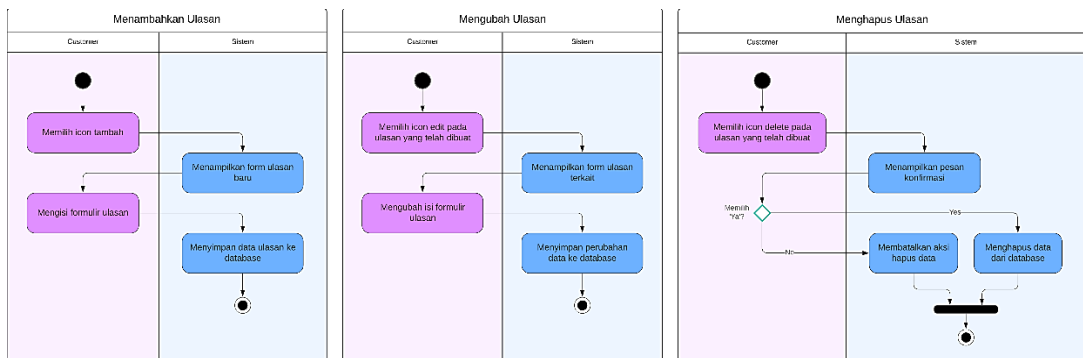 Menambahkan Ulasan
Customer
Sistem
Memilih icon tambah
Menampilkan form ulasan
baru
Mengisi formulir ulasan
Menyimpan data ulasan ke
database
Mengubah Ulasan
Customer
Sistem
Memilih icon edit pada
ulasan yang telah dibuat
Menampilkan form ulasan
terkait
Mengubah isi formulir
ulasan
Menyimpan perubahan
data ke database
Menghapus Ulasan
Customer
Sistem
Memilih icon delete pada
ulasan yang telah dibuat
Menampilkan pesan
konfirmasi
Memilih
'Ya'?
Yes
No
Membatalkan aksi
hapus data
Menghapus data
dari database